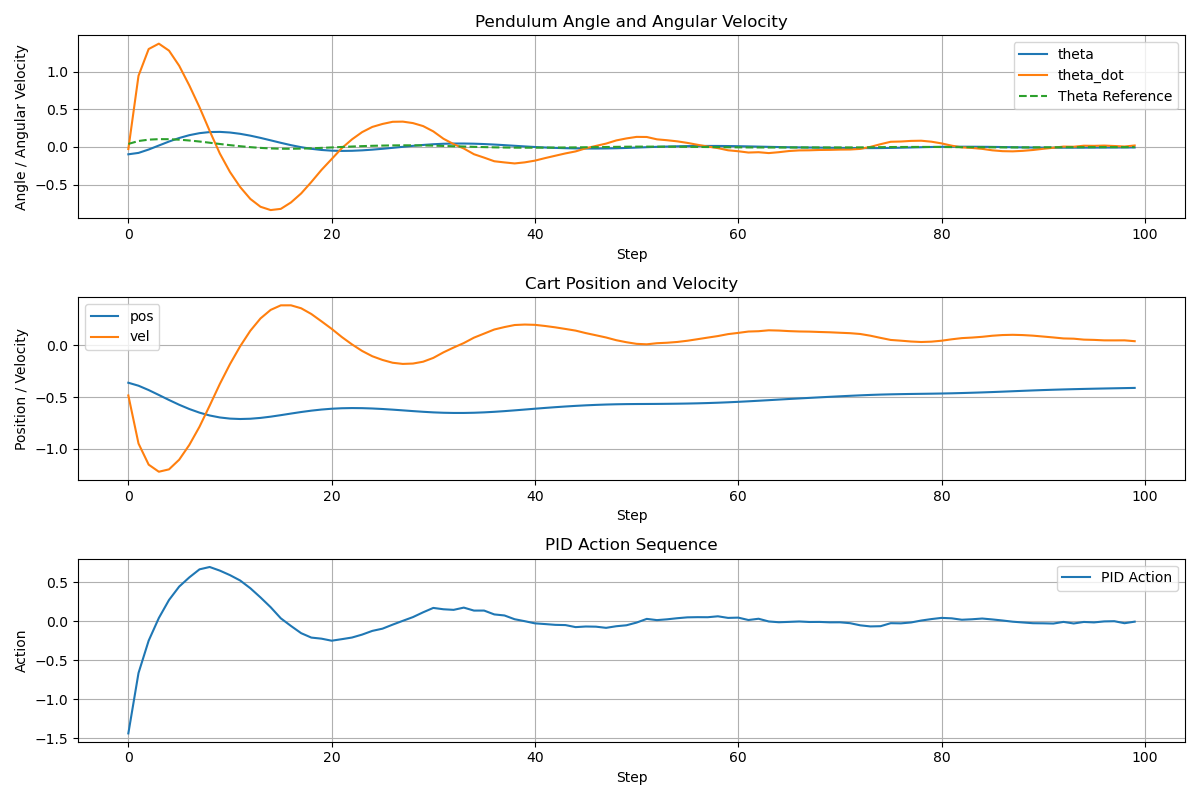 Pendulum Angle and Angular Velocity
Angle / Angular Velocity
1.0
0.5
0.0
−0.5
theta
theta_dot
Theta Reference
0 20 40 60 80 100
Step
Cart Position and Velocity
Position / Velocity
0.0
−0.5
−1.0
pos
vel
0 20 40 60 80 100
Step
PID Action Sequence
Action
0.5
0.0
−0.5
−1.0
−1.5
PID Action
0 20 40 60 80 100
Step